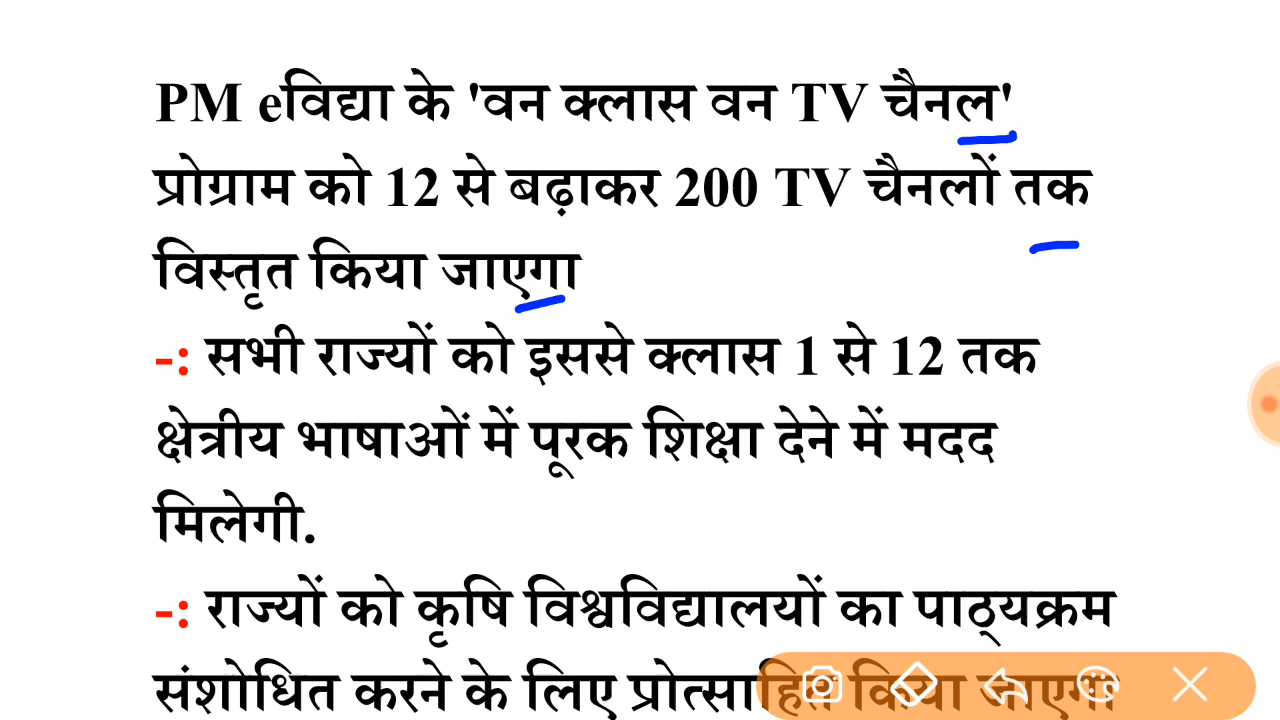 PM eविद्या के 'वन क्लास वन TV चैनल'
प्रोग्राम को 12 से बढ़ाकर 200 TV चैनलों तक
विस्तृत किया जाएगा
-: सभी राज्यों को इससे क्लास 1 से 12 तक
क्षेत्रीय भाषाओं में पूरक शिक्षा देने में मदद
मिलेगी.
-: राज्यों को कृषि विश्वविद्यालयों का पाठ्यक्रम
संशोधित करने के लिए प्रोत्साहित किया जाएगा